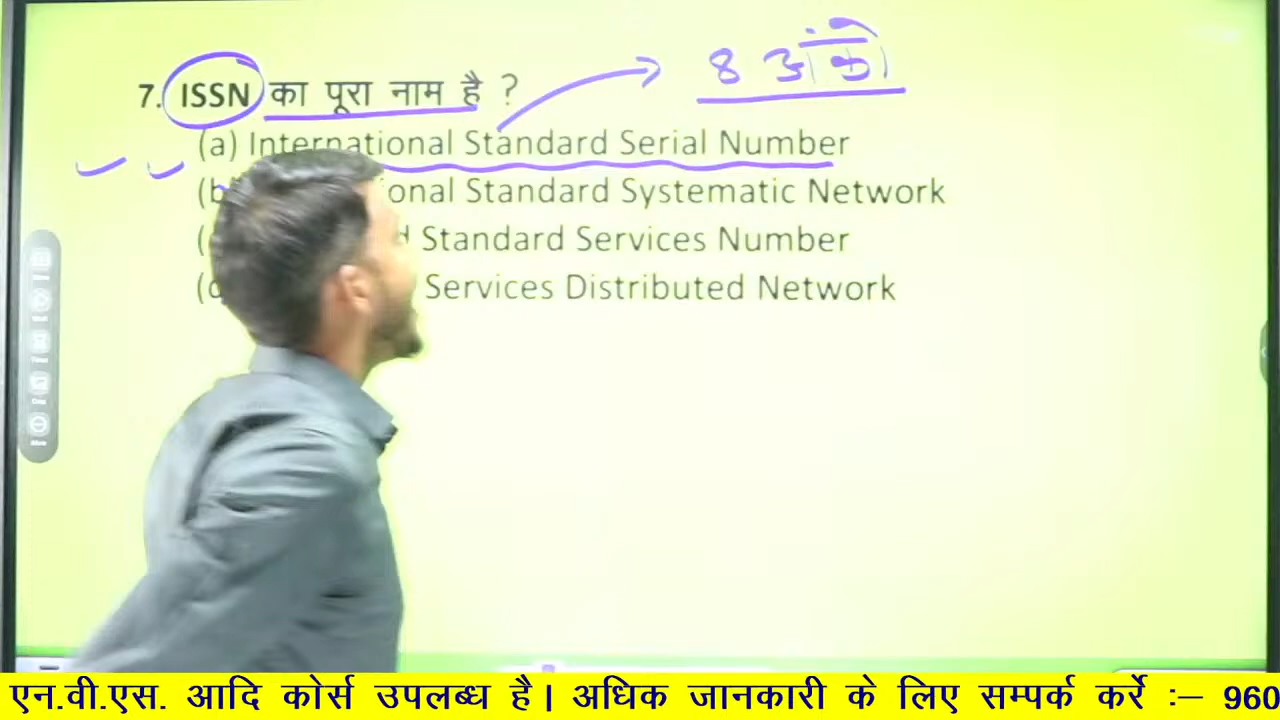 8 अंको
7. ISSN का पूरा नाम है ?
(a) International Standard Serial Number
Standard Systematic Network
Standard Services Number
Services Distributed Network
एन.वी.एस. आदि कोर्स उपलब्ध है। अधिक जानकारी के लिए सम्पर्क करें :– 960